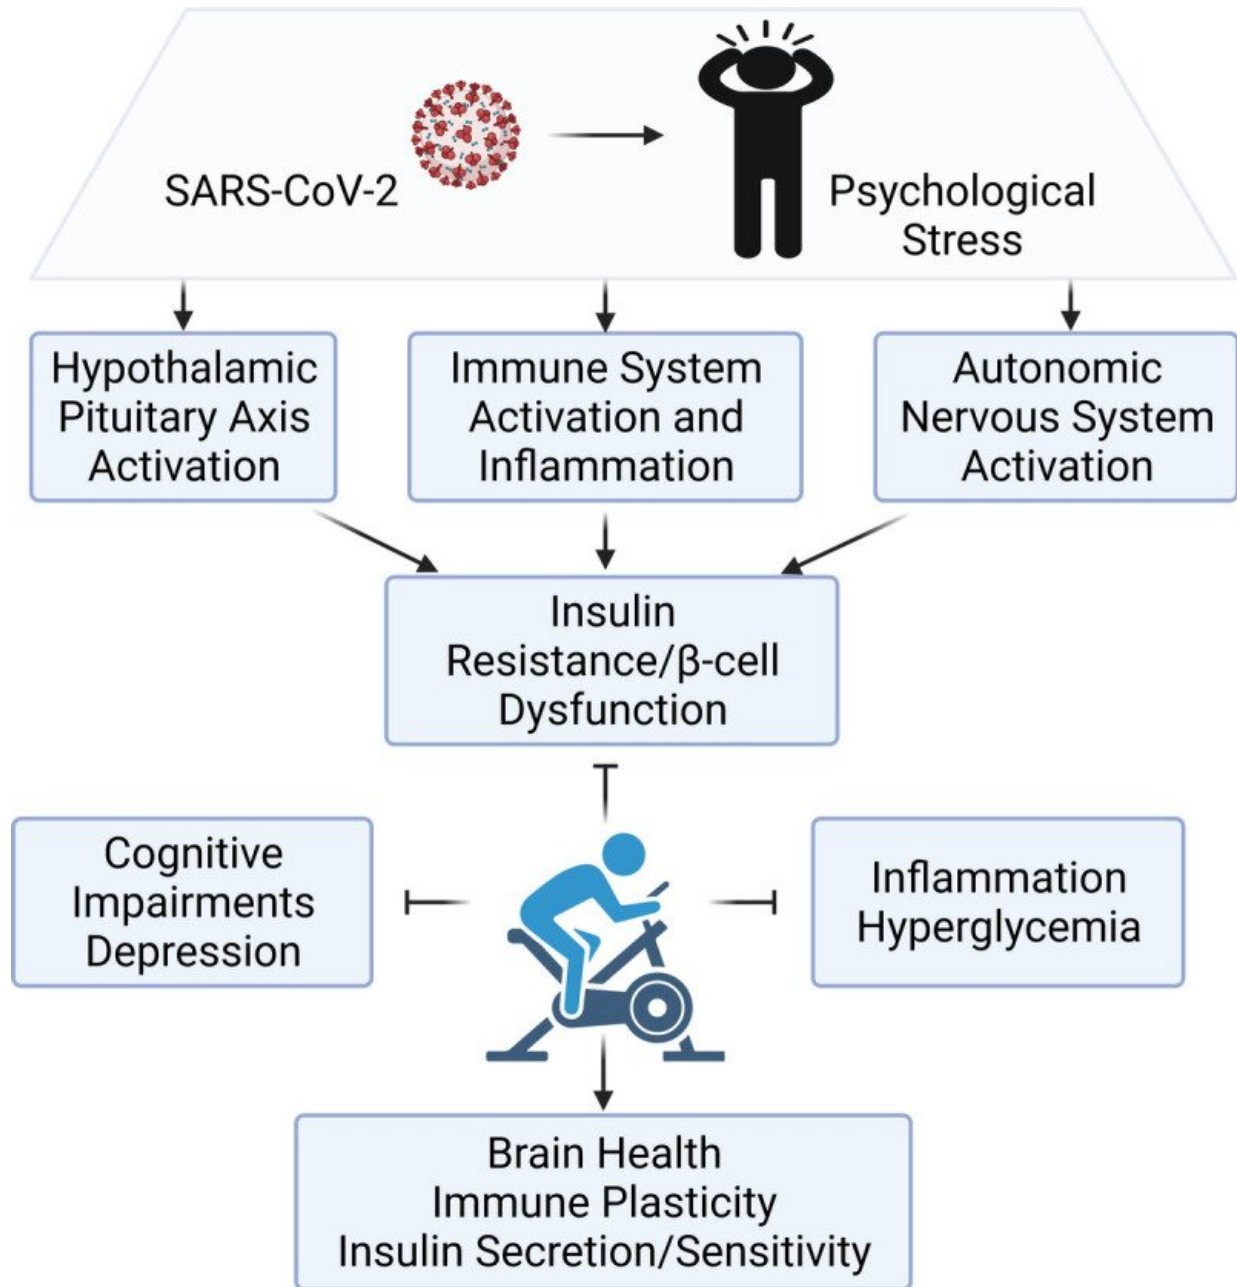 SARS-CoV-2
Psychological
Stress
Hypothalamic
Pituitary Axis
Activation
Immune System
Activation and
Inflammation
Autonomic
Nervous System
Activation
Insulin
Resistance/β-cell
Dysfunction
Cognitive
Impairments
Depression
Inflammation
Hyperglycemia
Brain Health
Immune Plasticity
Insulin Secretion/Sensitivity